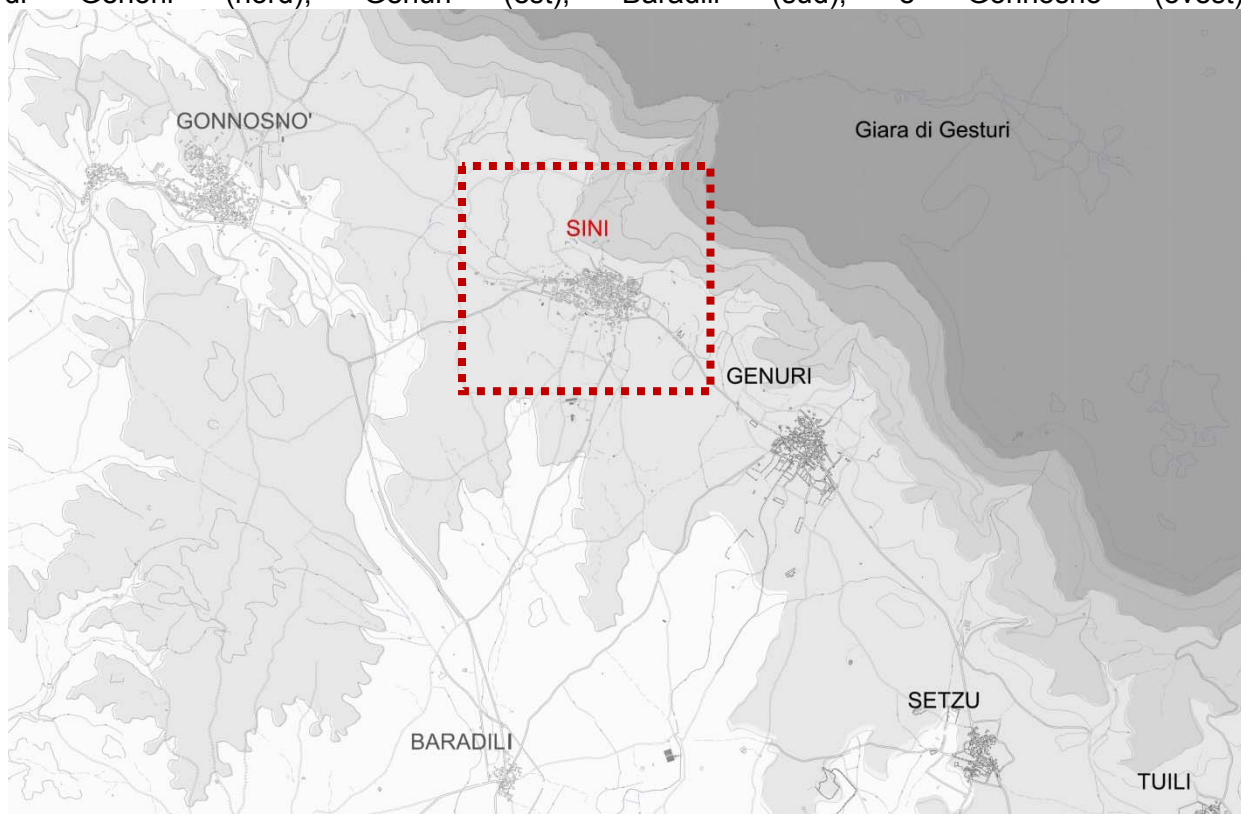 di Genoni (nord), Genuri (est), Baradili (sud), e Gonnosnò (ovest)
GONNOSNO'
Giara di Gesturi
SINI
GENURI
SETZU
BARADILI
TUILI